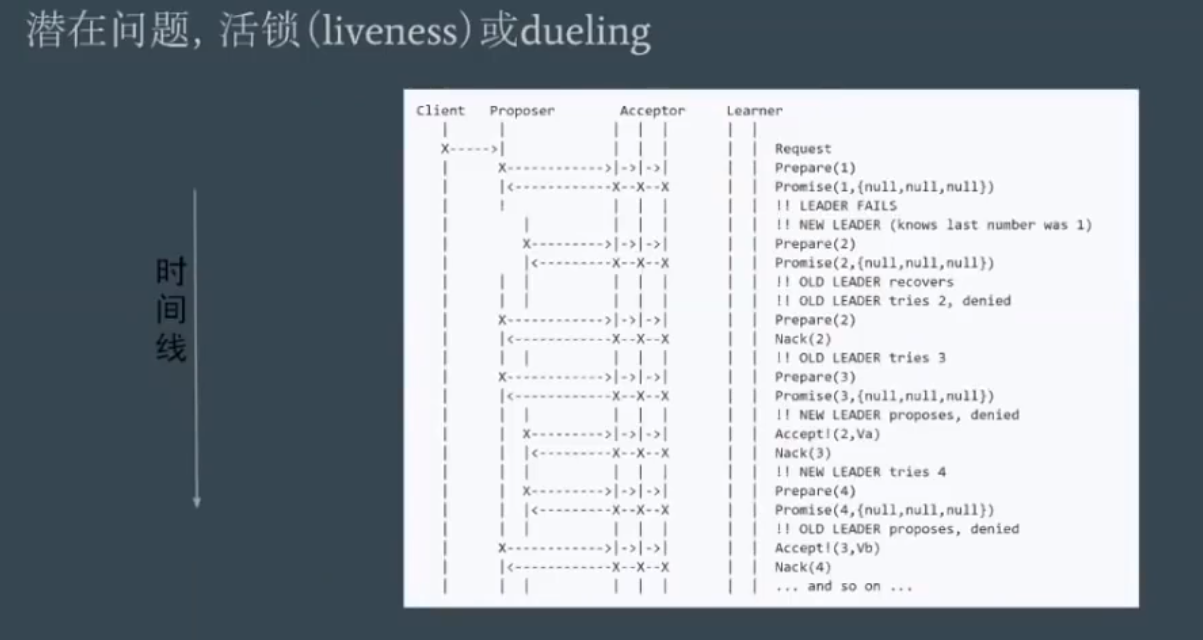 潜在问题, 活锁(liveness)或dueling
Client Proposer Acceptor Learner
Request
Prepare(1)
Promise(1,{null,null,null})
!! LEADER FAILS
!! NEW LEADER (knows last number was 1)
Prepare(2)
Promise(2,{null,null,null})
!! OLD LEADER recovers
!! OLD LEADER tries 2, denied
Prepare(2)
Nack(2)
!! OLD LEADER tries 3
Prepare(3)
Promise(3,{null,null,null})
!! NEW LEADER proposes, denied
Accept!(2,Va)
Nack(3)
!! NEW LEADER tries 4
Prepare(4)
Promise(4,{null,null,null})
!! OLD LEADER proposes, denied
Accept!(3,Vb)
Nack(4)
... and so on ...
时
间
线